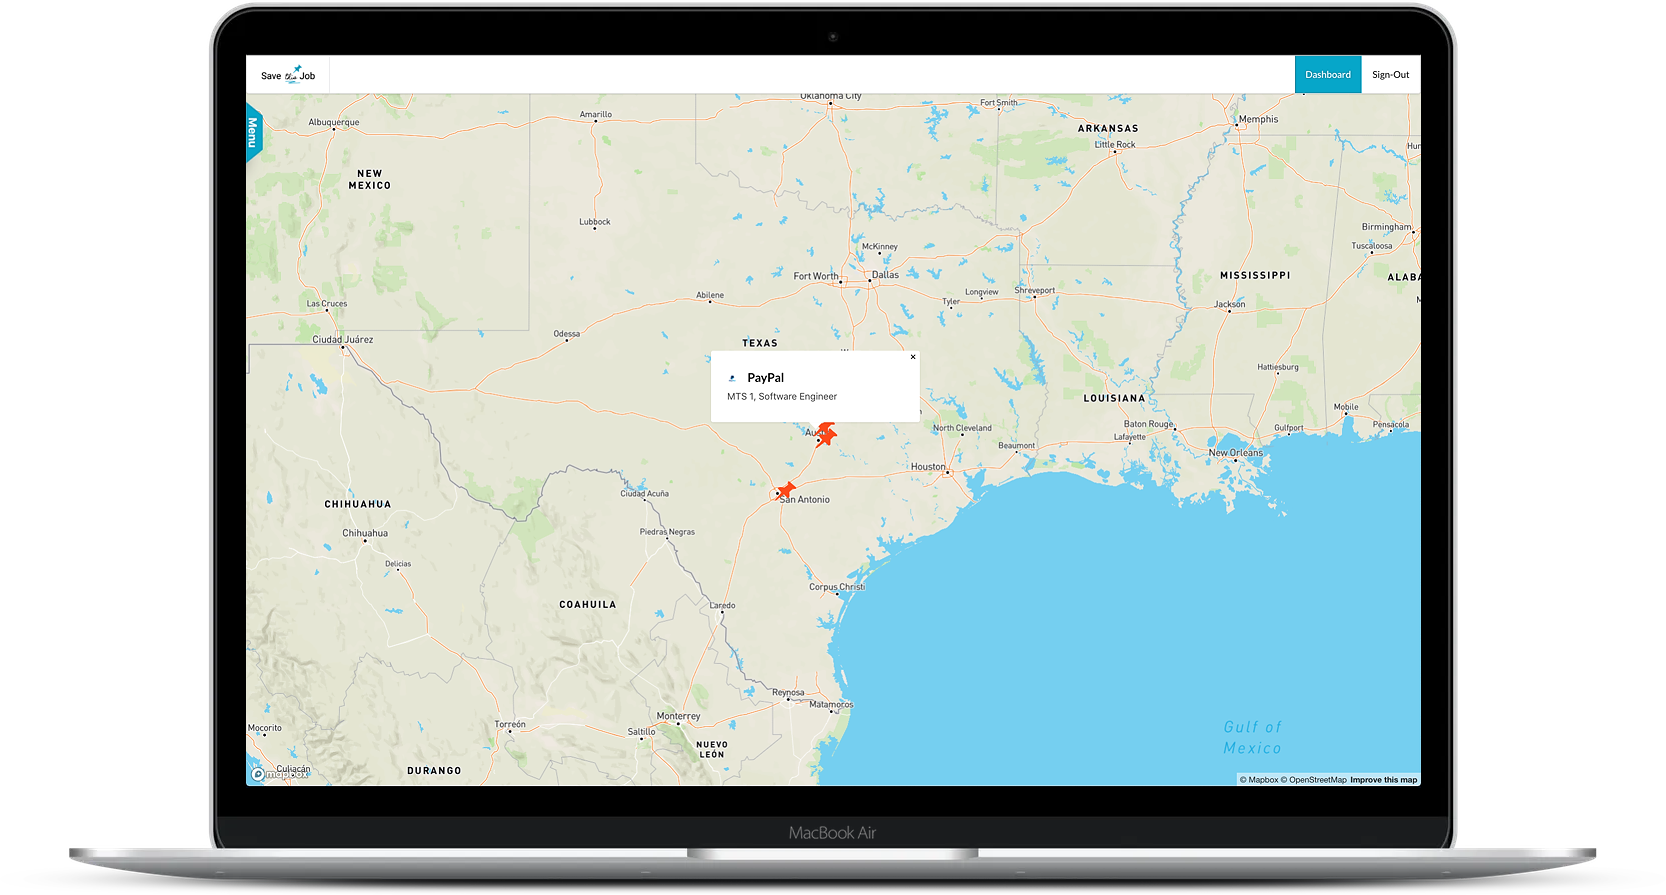 Save this Job
Dashboard
Sign-Out
Menu
Oklahoma City
Fort Smith
Albuquerque
Amarillo
ARKANSAS
Memphis
Little Rock
NEW
MEXICO
Lubbock
Birmingham
Tuscaloosa
McKinney
Fort Worth
Dallas
MISSISSIPPI
ALABA
Abilene
Longview
Shreveport
Tyler
Las Cruces
Jackson
Odessa
Ciudad Juárez
TEXAS
PayPal
MTS 1, Software Engineer
Hattiesburg
LOUISIANA
Mobile
Baton Rouge
Gulfport
Pensacola
North Cleveland
Lafayette
Beaumont
New Orleans
Houston
San Antonio
Ciudad Acuña
CHIHUAHUA
Chihuahua
Piedras Negras
Delicias
Corpus Christi
COAHUILA
Laredo
Reynosa
Matamoros
Monterrey
Torreón
Saltillo
Mocorito
NUEVO
LEÓN
Gulf of
Mexico
Culiacán
mapbox
DURANGO
© Mapbox © OpenStreetMap Improve this map
MacBook Air